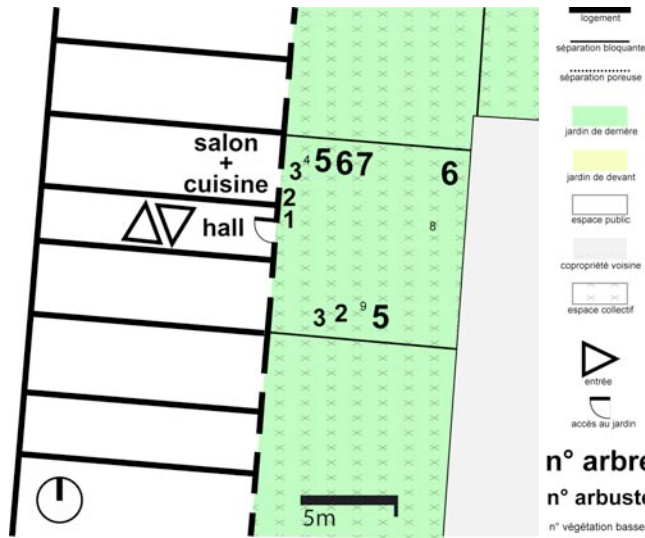 salon
+
cuisine
hall
3 4 5 6 7
6
2
1
8
3 2 9 5
5m
logement
séparation bloquante
séparation poreuse
jardin de derrière
jardin de devant
espace public
copropriété voisine
espace collectif
entrée
accès au jardin
n° arbre
n° arbuste
n° végétation basse